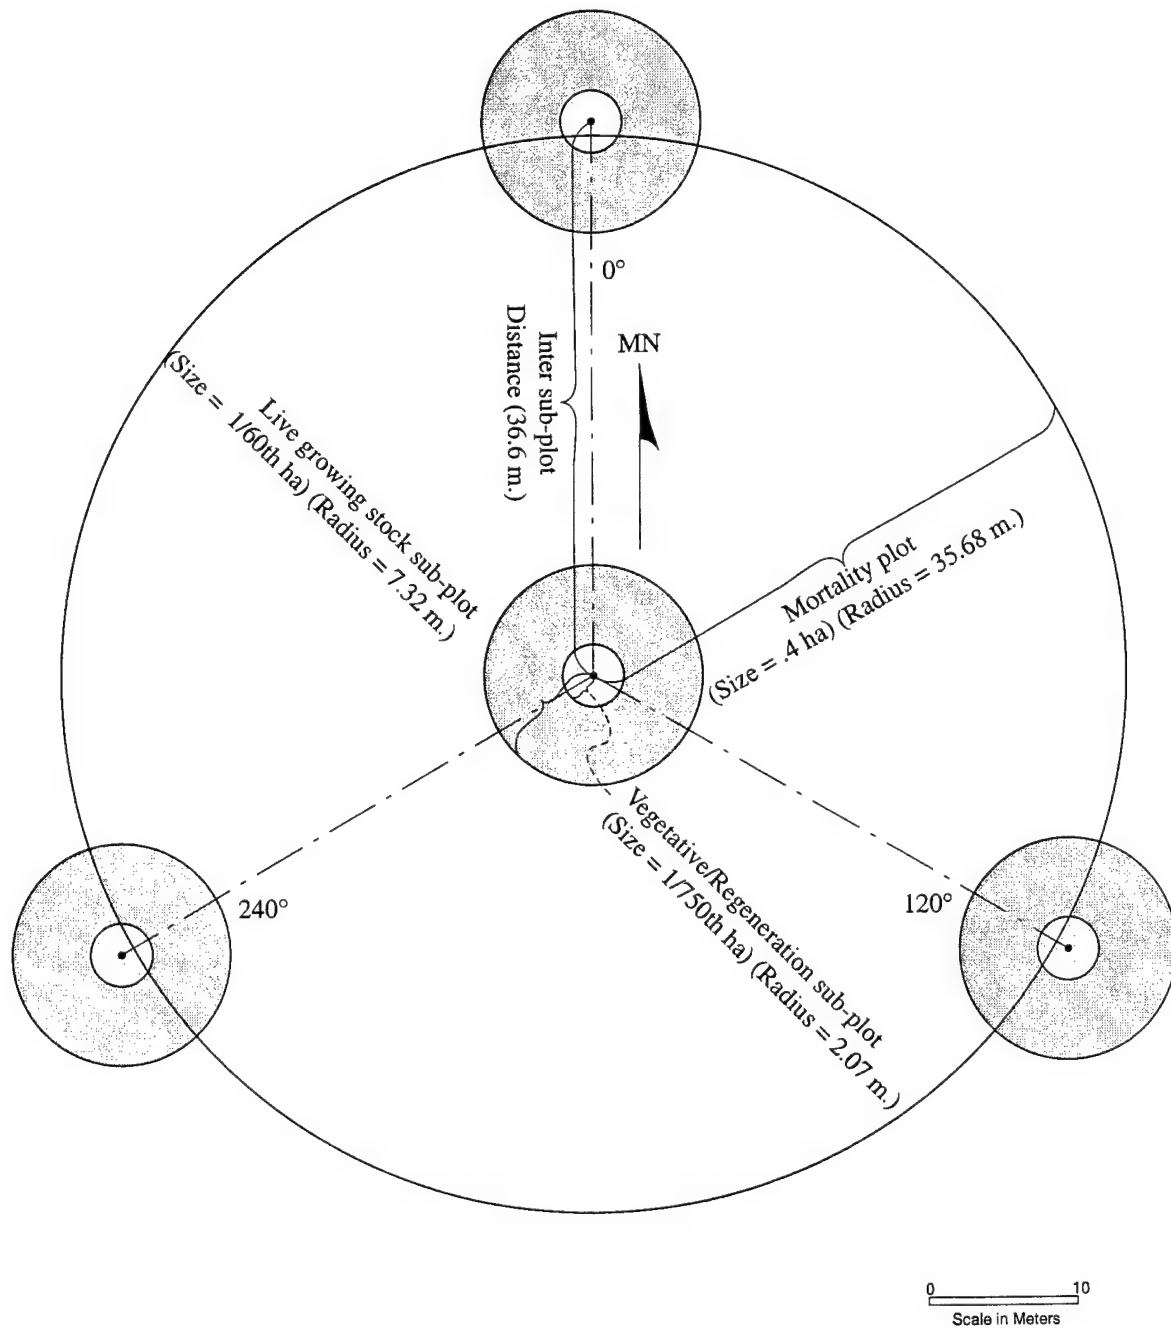 0°
MN
Inter sub-plot
Distance (36.6 m.)
Live growing stock sub-plot
(Size = 1/60th ha) (Radius = 7.32 m.)
Mortality plot
(Size = .4 ha) (Radius = 35.68 m.)
240°
120°
Vegetative/Regeneration sub-plot
(Size = 1/750th ha) (Radius = 2.07 m.)
0 10
Scale in Meters